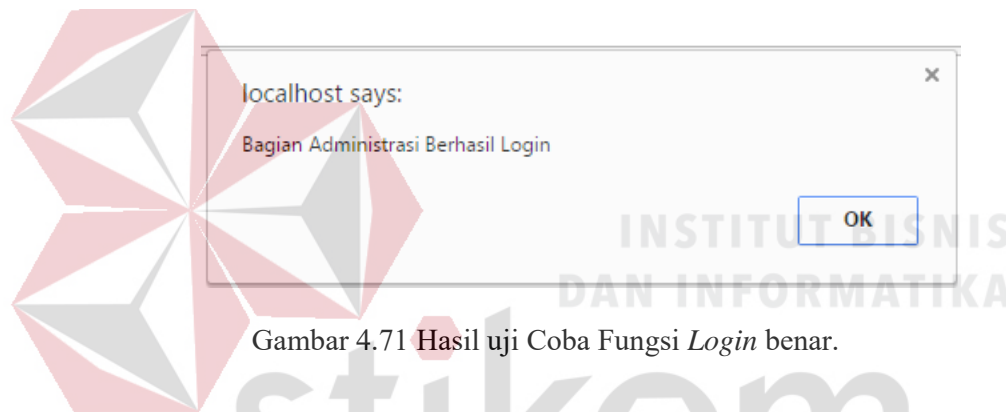 localhost says:
Bagian Administrasi Berhasil Login
OK
INSTITUT BISNIS
DAN INFORMATIKA
Gambar 4.71 Hasil uji Coba Fungsi Login benar.
stikom